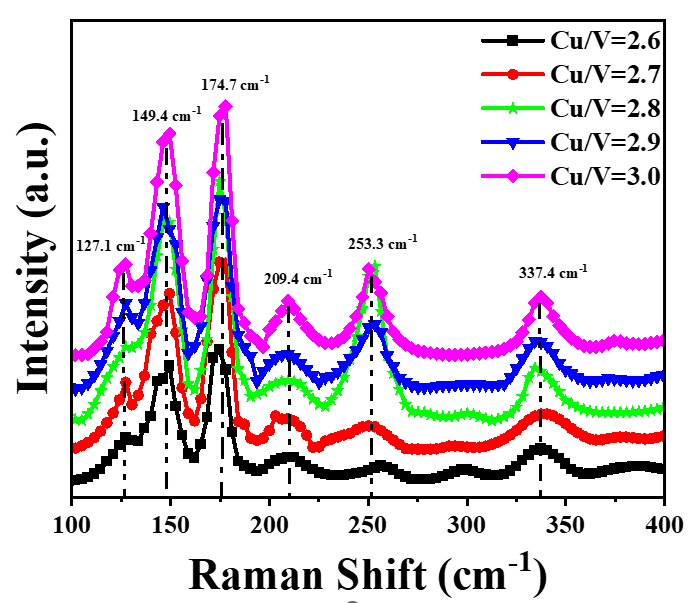 Cu/V=2.6
Cu/V=2.7
Cu/V=2.8
Cu/V=2.9
Cu/V=3.0
174.7 cm⁻¹
149.4 cm⁻¹
127.1 cm⁻¹
253.3 cm⁻¹
209.4 cm⁻¹
337.4 cm⁻¹
Intensity (a.u.)
100 150 200 250 300 350 400
Raman Shift (cm⁻¹)